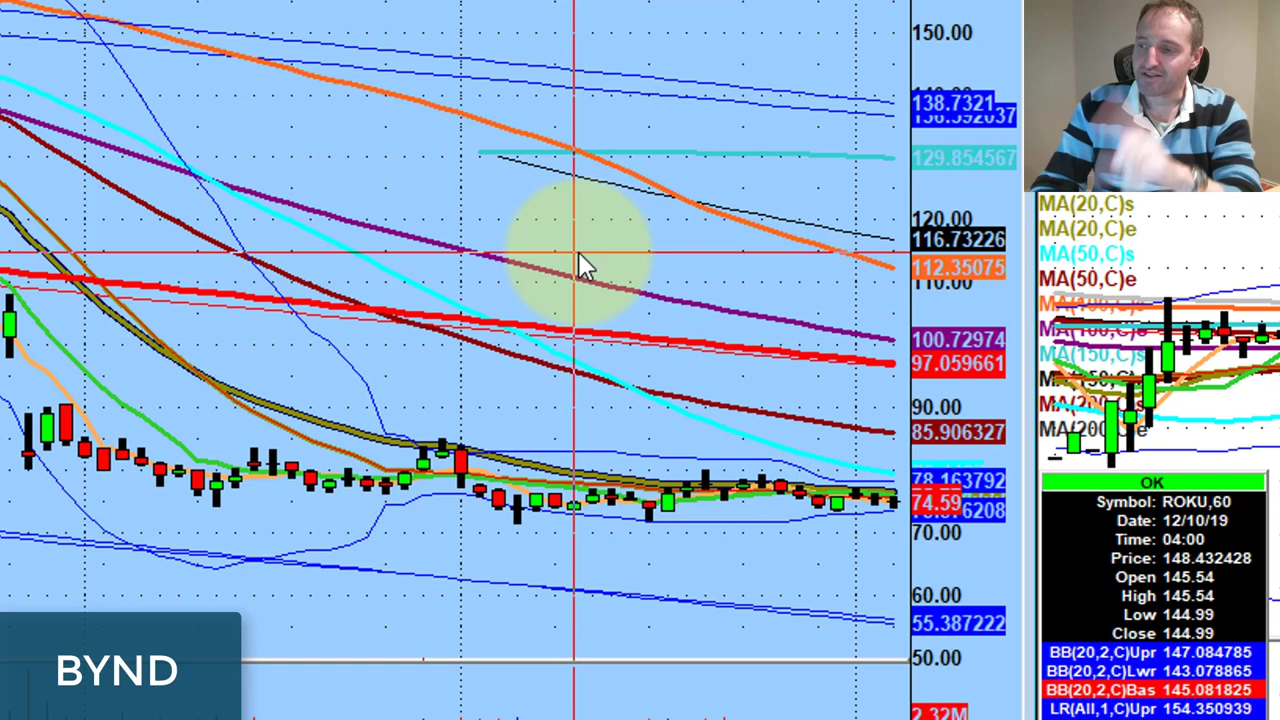 150.00
138.7321
129.854567
120.00
116.73226
112.35075
110.00
100.72974
97.059661
90.00
85.906327
78.163792
74.59
70.00
60.00
55.387222
50.00
2.32M
BYND
MA(20,C)s
MA(20,C)e
MA(50,C)s
MA(50,C)e
MA(100,C)e
MA(150,C)s
OK
Symbol: ROKU,60
Date: 12/10/19
Time: 04:00
Price: 148.432428
Open 145.54
High 145.54
Low 144.99
Close 144.99
BB(20,2,C)Upr 147.084785
BB(20,2,C)Lwr 143.078865
BB(20,2,C)Bas 145.081825
LR(All,1,C)Upr 154.350939